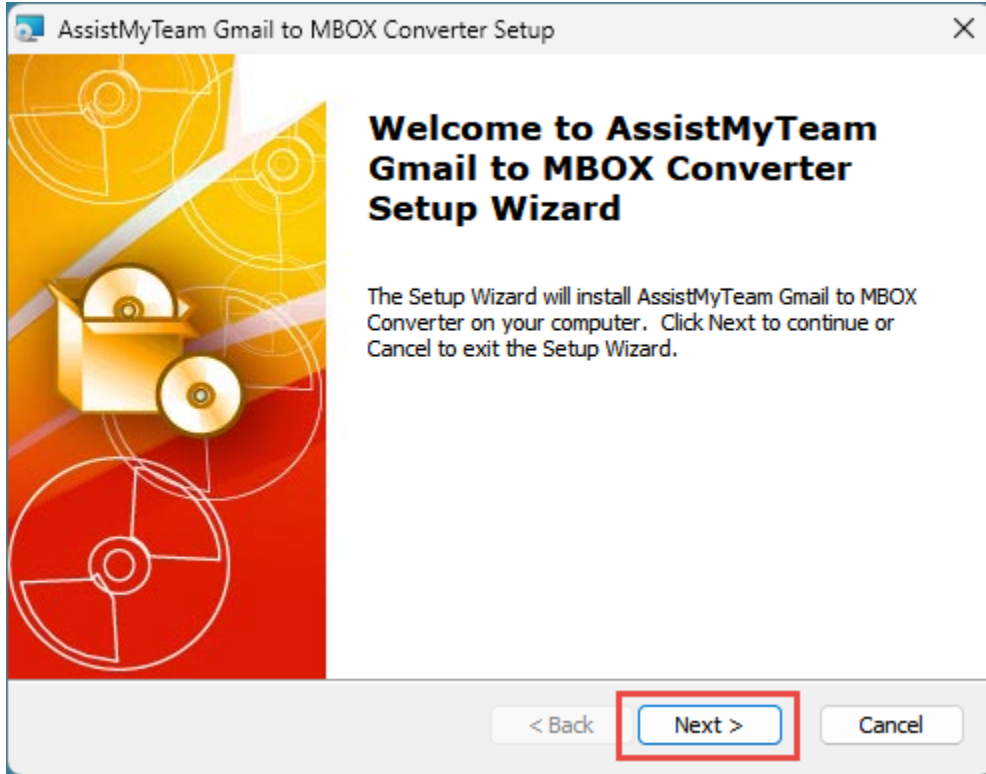 AssistMyTeam Gmail to MBOX Converter Setup
Welcome to AssistMyTeam
Gmail to MBOX Converter
Setup Wizard
The Setup Wizard will install AssistMyTeam Gmail to MBOX
Converter on your computer. Click Next to continue or
Cancel to exit the Setup Wizard.
< Back Next > Cancel